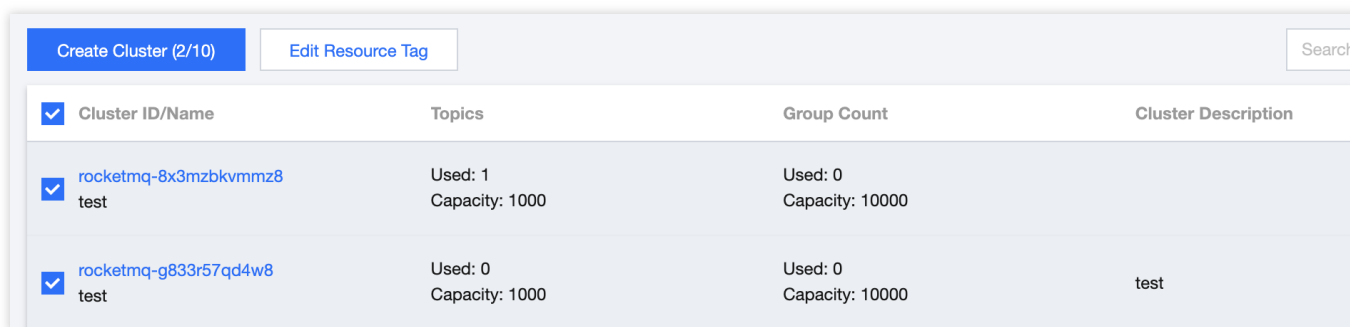 Create Cluster (2/10) Edit Resource Tag Search
Cluster ID/Name Topics Group Count Cluster Description
rocketmq-8x3mzbkvmmz8 Used: 1 Used: 0
test Capacity: 1000 Capacity: 10000
rocketmq-g833r57qd4w8 Used: 0 Used: 0
test Capacity: 1000 Capacity: 10000 test